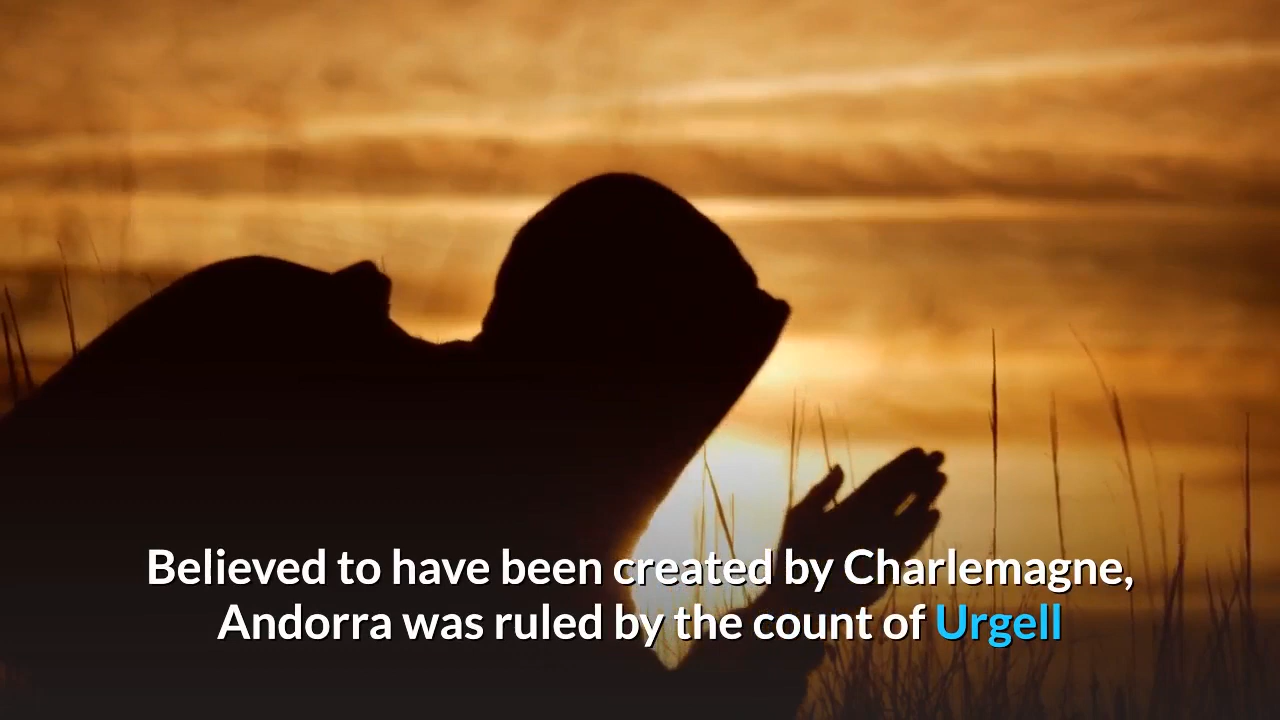 Believed to have been created by Charlemagne,
Andorra was ruled by the count of Urgell